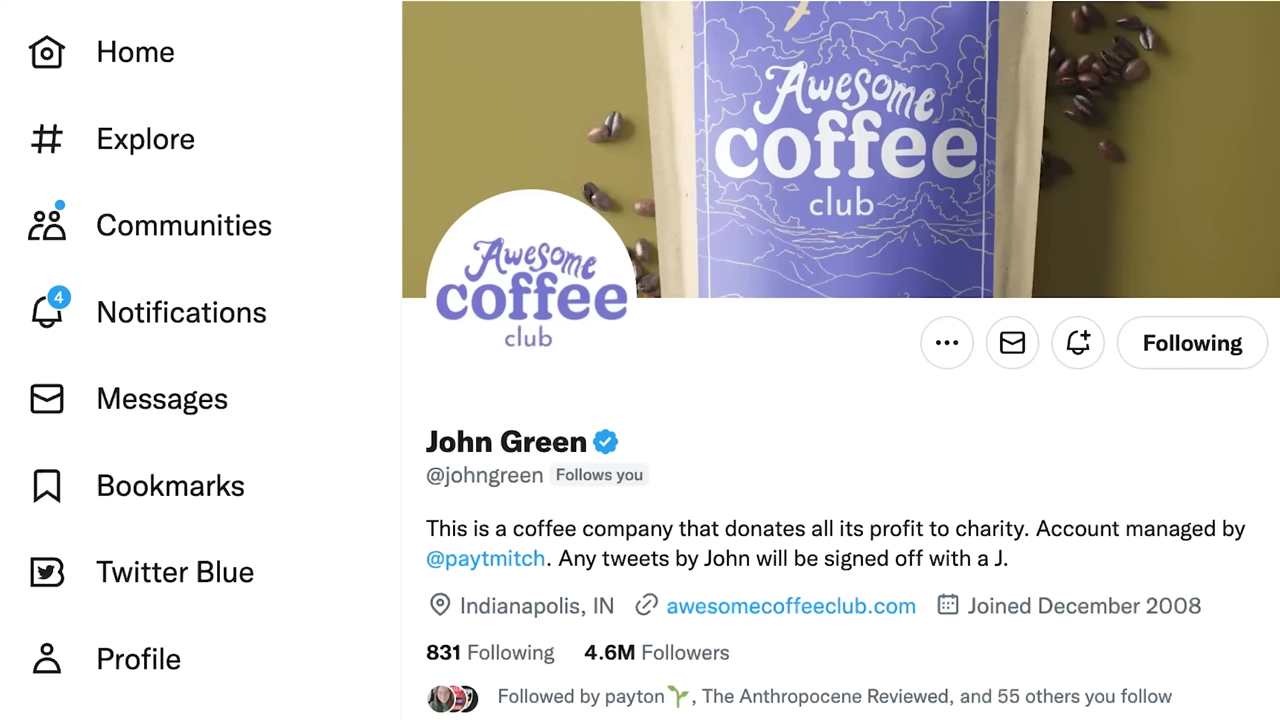 Home
Explore
Communities
4
Notifications
Messages
Bookmarks
Twitter Blue
Profile
Awesome
coffee
club
Awesome
coffee
club
Following
John Green
@johngreen Follows you
This is a coffee company that donates all its profit to charity. Account managed by
@paytmitch. Any tweets by John will be signed off with a J.
Indianapolis, IN awesomecoffeeclub.com Joined December 2008
831 Following 4.6M Followers
Followed by payton🌱, The Anthropocene Reviewed, and 55 others you follow